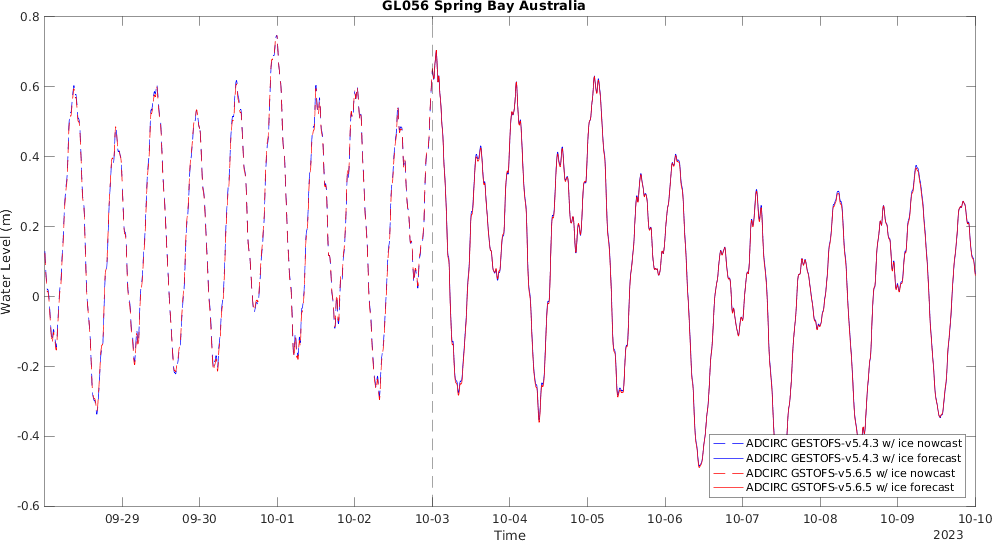 GL056 Spring Bay Australia
0.8
0.6
0.4
0.2
0
-0.2
-0.4
-0.6
Water Level (m)
ADCIRC GESTOFS-v5.4.3 w/ ice nowcast
ADCIRC GESTOFS-v5.4.3 w/ ice forecast
ADCIRC GSTOFS-v5.6.5 w/ ice nowcast
ADCIRC GSTOFS-v5.6.5 w/ ice forecast
09-29 09-30 10-01 10-02 10-03 10-04 10-05 10-06 10-07 10-08 10-09 10-10
Time
2023